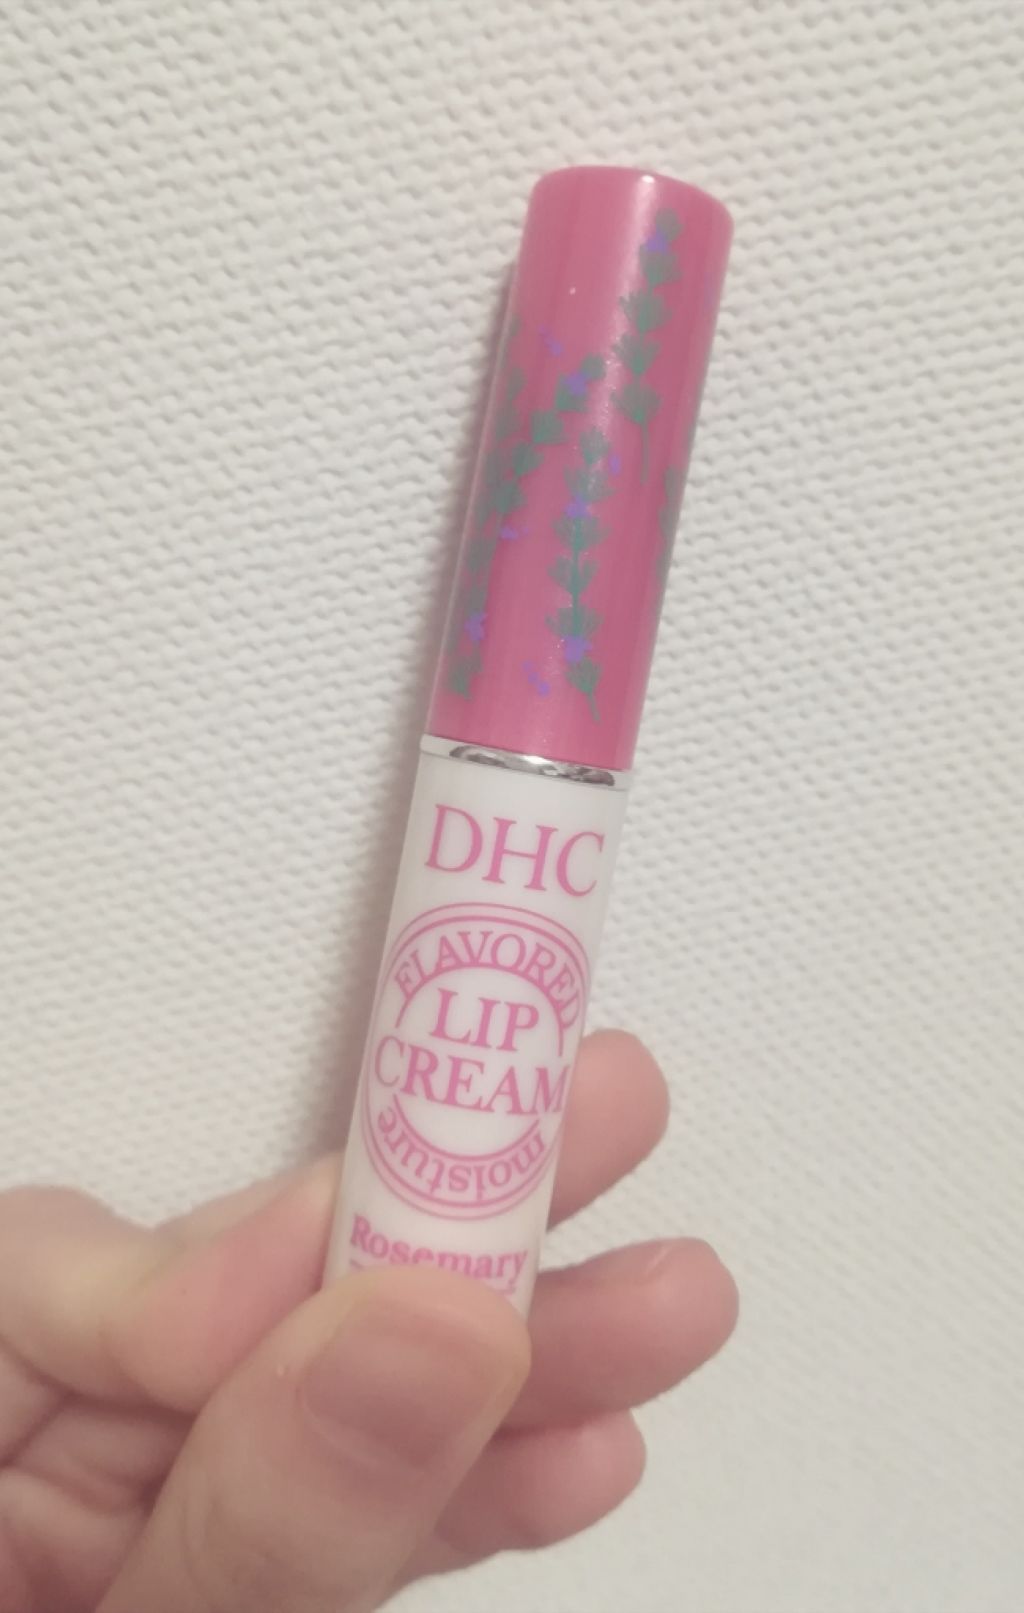 DHC
FLAVORED
LIP
CREAM
moisture
Rosemary